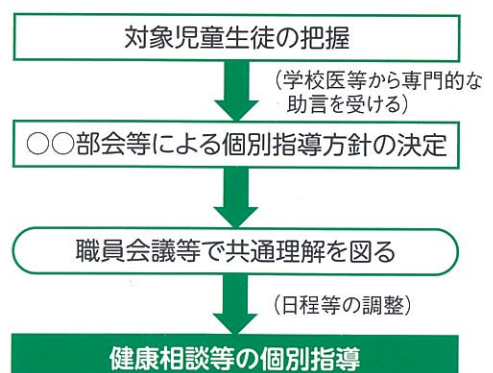 対象児童生徒の把握
(学校医等から専門的な
助言を受ける)
○○部会等による個別指導方針の決定
職員会議等で共通理解を図る
(日程等の調整)
健康相談等の個別指導